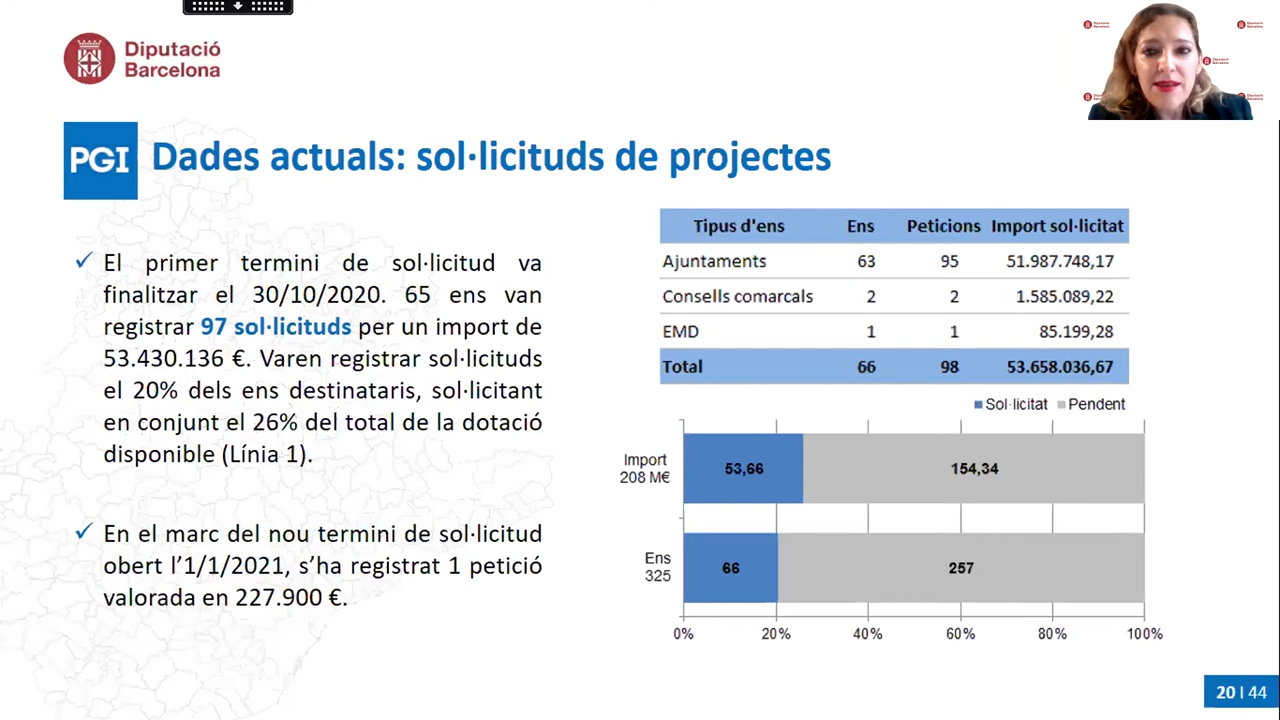 Diputació
Barcelona
PGI
Dades actuals: sol·licituds de projectes
El primer termini de sol·licitud va
finalitzar el 30/10/2020. 65 ens van
registrar 97 sol·licituds per un import de
53.430.136 €. Varen registrar sol·licituds
el 20% dels ens destinataris, sol·licitant
en conjunt el 26% del total de la dotació
disponible (Línia 1).
En el marc del nou termini de sol·licitud
obert l'1/1/2021, s'ha registrat 1 petició
valorada en 227.900 €.
Tipus d'ens Ens Peticions Import sol·licitat
Ajuntaments 63 95 51.987.748,17
Consells comarcals 2 2 1.585.089,22
EMD 1 1 85.199,28
Total 66 98 53.658.036,67
Sol·licitat Pendent
Import
208 M€
53,66 154,34
Ens
325
66 257
0% 20% 40% 60% 80% 100%
20 | 44